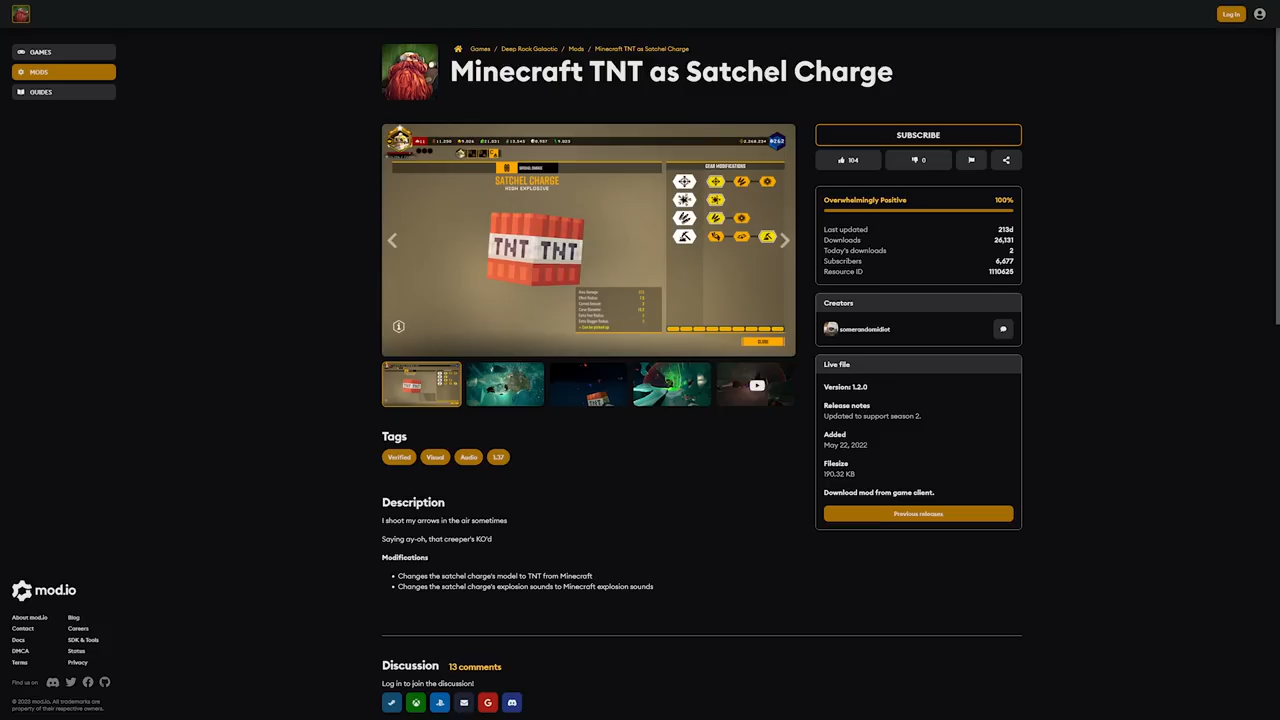 Log in
GAMES
MODS
GUIDES
Games / Deep Rock Galactic / Mods / Minecraft TNT as Satchel Charge
Minecraft TNT as Satchel Charge
SATCHEL CHARGE
SATCHEL CHARGE
HIGH EXPLOSIVE
GEAR MODIFICATIONS
TNT TNT
CLOSE
SUBSCRIBE
104
0
Overwhelmingly Positive 100%
Last updated 213d
Downloads 26,131
Today's downloads 2
Subscribers 6,677
Resource ID 1110625
Creators
somerandomidiot
Live file
Version: 1.2.0
Release notes
Updated to support season 2.
Added
May 22, 2022
Filesize
190.32 KB
Download mod from game client.
Previous releases
Tags
Verified Visual Audio 1.37
Description
I shoot my arrows in the air sometimes
Saying ay-oh, that creeper's KO'd
Modifications
Changes the satchel charge's model to TNT from Minecraft
Changes the satchel charge's explosion sounds to Minecraft explosion sounds
Discussion 13 comments
Log in to join the discussion!
mod.io
About mod.io Blog
Contact Careers
Docs SDK & Tools
DMCA Status
Terms Privacy
Find us on
© 2023 mod.io. All trademarks are
property of their respective owners.